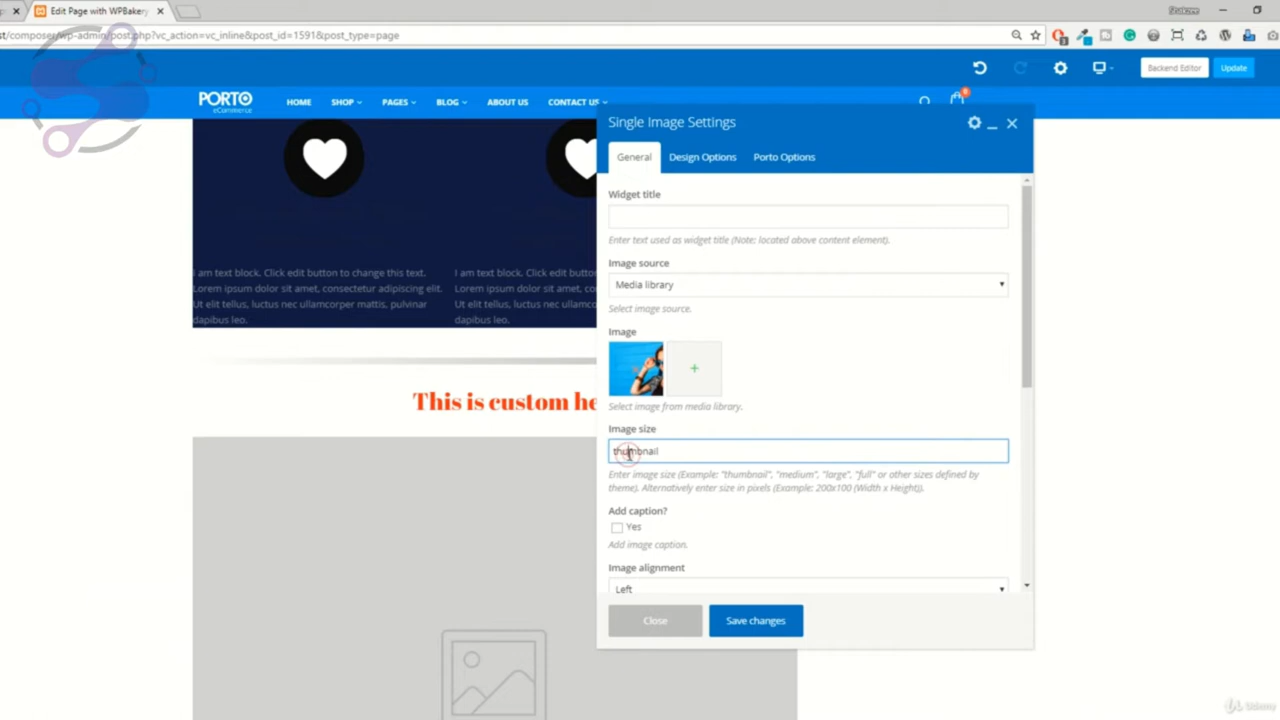 Edit Page with WPBakery
Shakzee
st/composer/wp-admin/post.php?vc_action=vc_inline&post_id=1591&post_type=page
3
Backend Editor
Update
PORTO
eCommerce
HOME
SHOP
PAGES
BLOG
ABOUT US
CONTACT US
0
Single Image Settings
General
Design Options
Porto Options
Widget title
Enter text used as widget title (Note: located above content element).
Image source
Media library
Select image source.
Image
+
Select image from media library.
Image size
thumbnail
Enter image size (Example: "thumbnail", "medium", "large", "full" or other sizes defined by
theme). Alternatively enter size in pixels (Example: 200x100 (Width x Height)).
Add caption?
Yes
Add image caption.
Image alignment
Left
Close
Save changes
I am text block. Click edit button to change this text.
Lorem ipsum dolor sit amet, consectetur adipiscing elit.
Ut elit tellus, luctus nec ullamcorper mattis, pulvinar
dapibus leo.
I am text block. Click edit butto
Lorem ipsum dolor sit amet, co
Ut elit tellus, luctus nec ullamco
dapibus leo.
This is custom he
Udemy